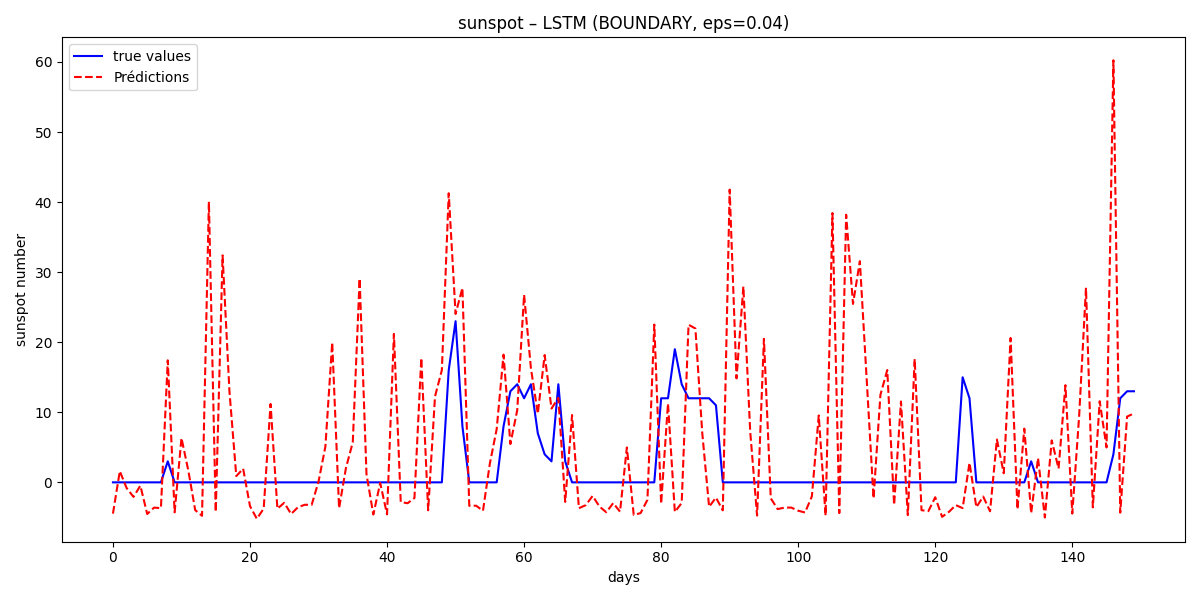 sunspot – LSTM (BOUNDARY, eps=0.04)
true values
Prédictions
sunspot number
60
50
40
30
20
10
0
0 20 40 60 80 100 120 140
days